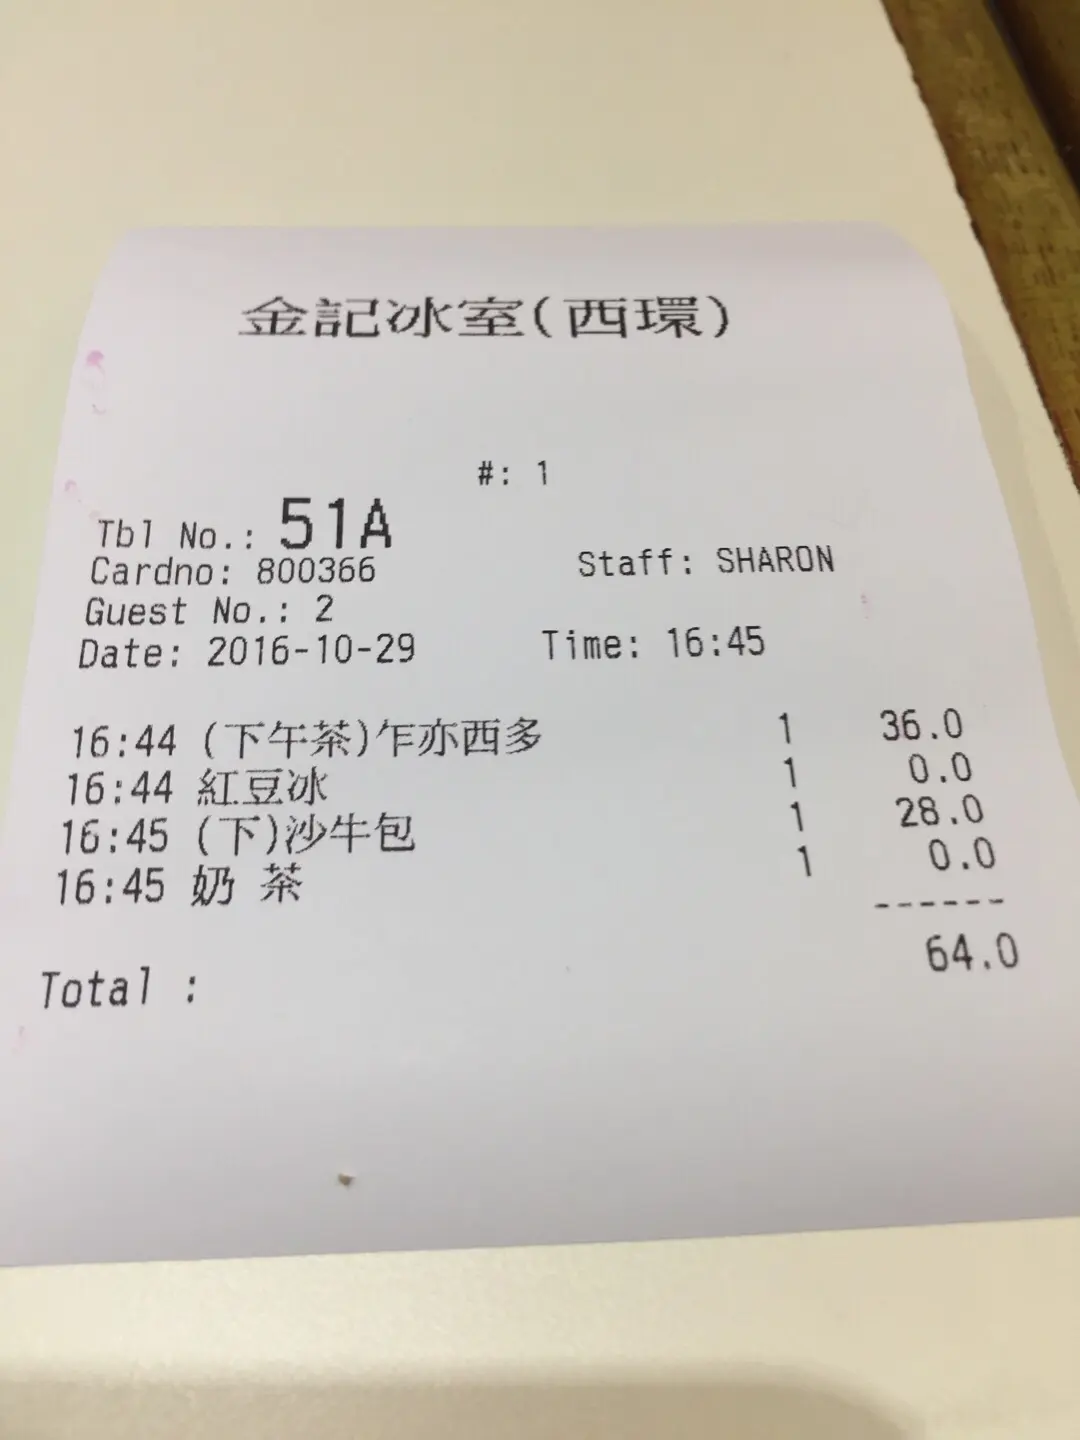 金記冰室(西環)
#: 1
Tbl No.: 51A
Cardno: 800366 Staff: SHARON
Guest No.: 2
Date: 2016-10-29 Time: 16:45
16:44 (下午茶)乍亦西多 1 36.0
16:44 紅豆冰 1 0.0
16:45 (下)沙牛包 1 28.0
16:45 奶 茶 1 0.0
------
Total : 64.0